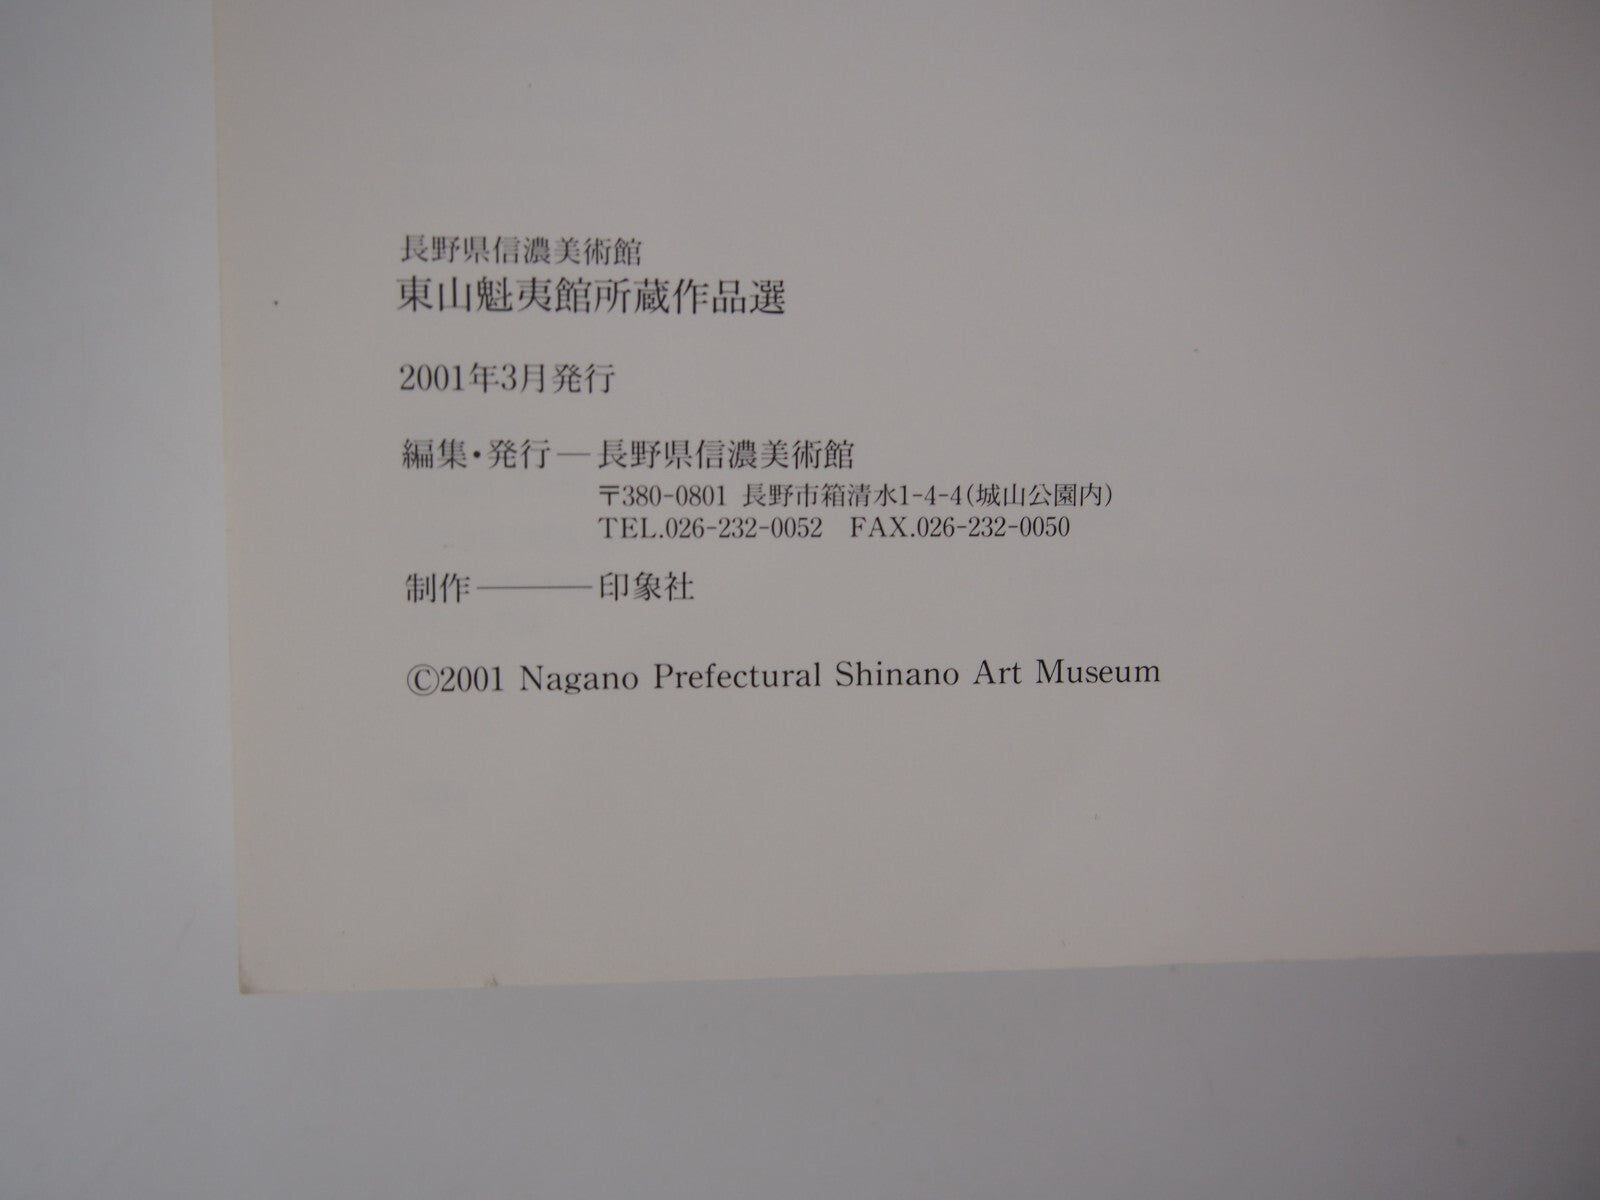 長野県信濃美術館
東山魁夷館所蔵作品選
2001年3月発行
編集・発行―長野県信濃美術館
〒380-0801 長野市箱清水1-4-4(城山公園内)
TEL.026-232-0052　FAX.026-232-0050
制作―――印象社
©2001 Nagano Prefectural Shinano Art Museum